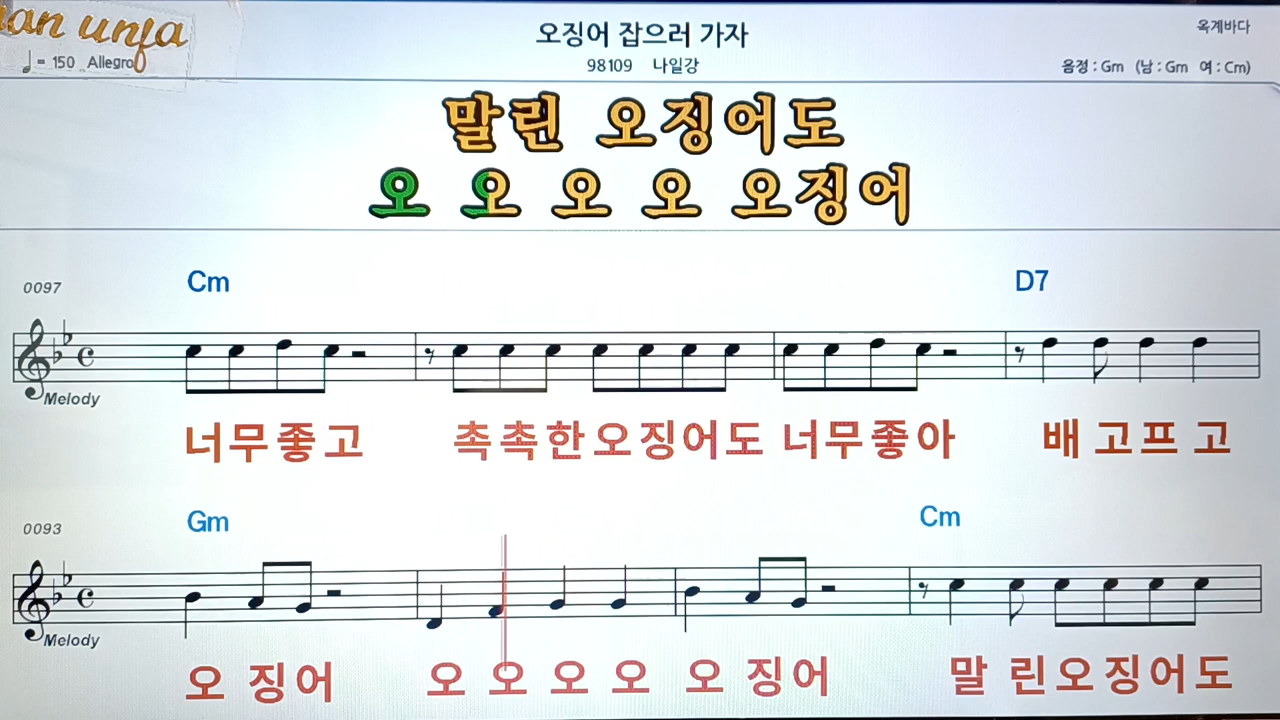 ♩ = 150 Allegro
오징어 잡으러 가자
98109 나일강
옥계바다
음정 : Gm (남 : Gm 여 : Cm)
말린 오징어도
오 오 오 오 오징어
0097
Cm D7
Melody
너무좋고 촉촉한오징어도 너무좋아 배고프고
0093
Gm Cm
Melody
오 징어 오 오 오 오 오 징어 말 린오징어도